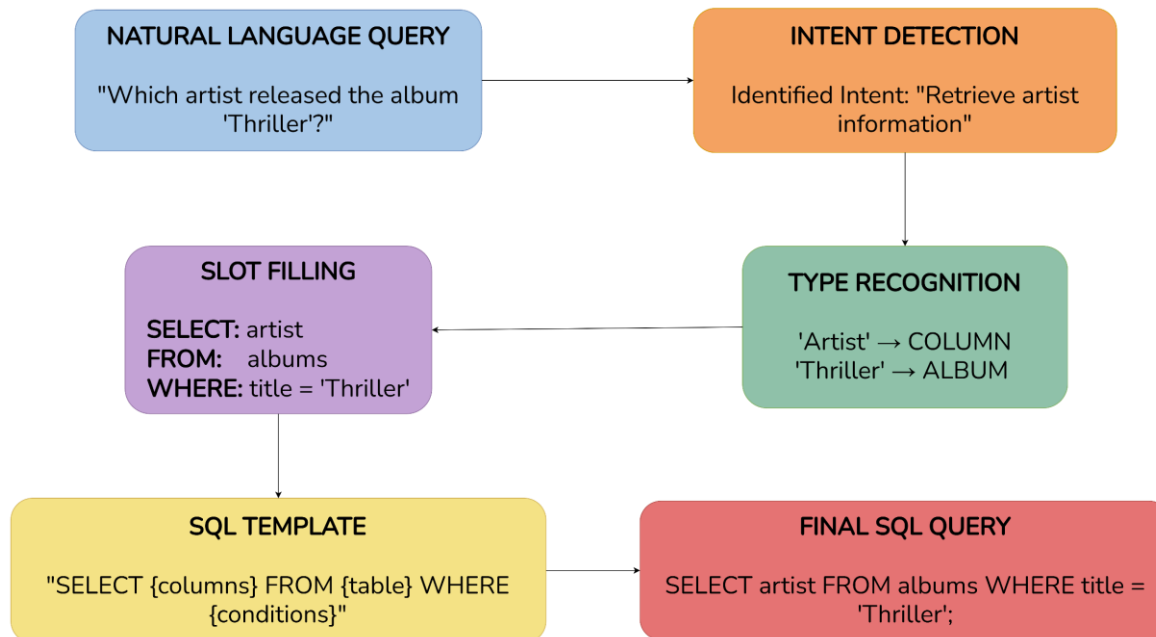 NATURAL LANGUAGE QUERY
"Which artist released the album
'Thriller'?"
INTENT DETECTION
Identified Intent: "Retrieve artist
information"
TYPE RECOGNITION
'Artist' → COLUMN
'Thriller' → ALBUM
SLOT FILLING
SELECT: artist
FROM: albums
WHERE: title = 'Thriller'
SQL TEMPLATE
"SELECT {columns} FROM {table} WHERE
{conditions}"
FINAL SQL QUERY
SELECT artist FROM albums WHERE title =
'Thriller';